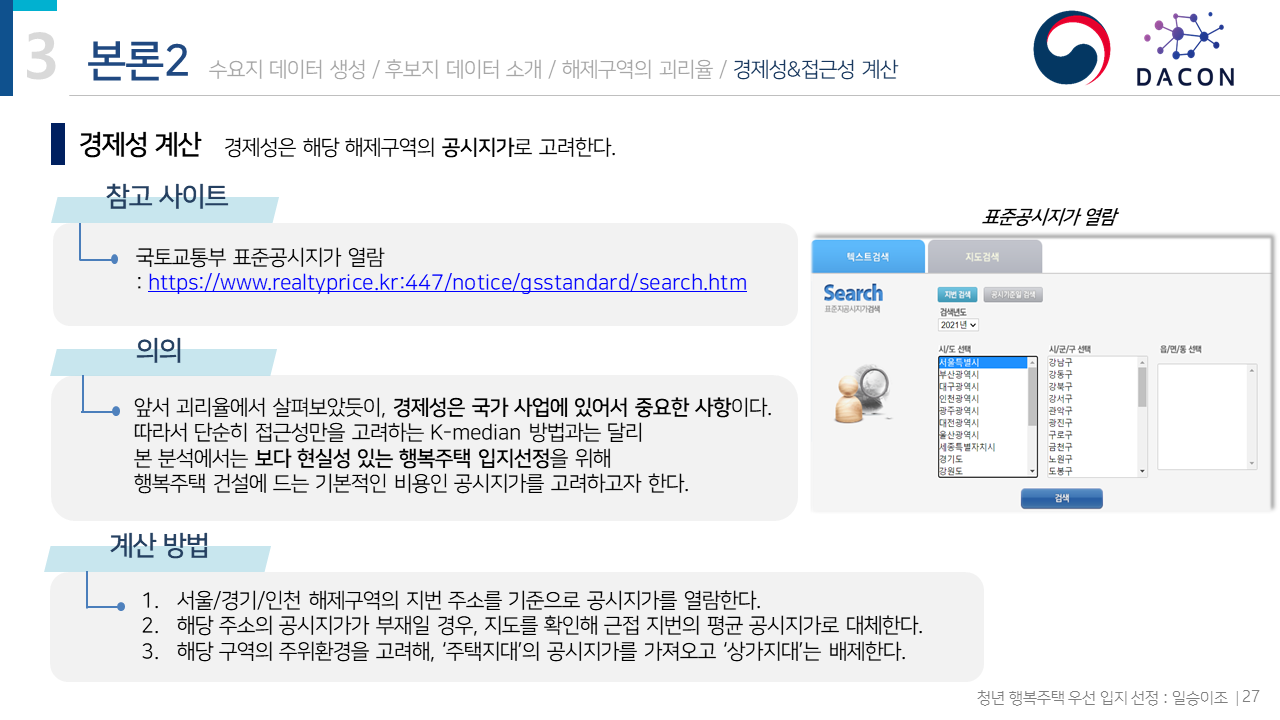 3
본론2
수요지 데이터 생성 / 후보지 데이터 소개 / 해제구역의 괴리율 / 경제성&접근성 계산
DACON
경제성 계산 경제성은 해당 해제구역의 공시지가로 고려한다.
참고 사이트
국토교통부 표준공시지가 열람
: https://www.realtyprice.kr:447/notice/gsstandard/search.htm
의의
앞서 괴리율에서 살펴보았듯이, 경제성은 국가 사업에 있어서 중요한 사항이다.
따라서 단순히 접근성만을 고려하는 K-median 방법과는 달리
본 분석에서는 보다 현실성 있는 행복주택 입지선정을 위해
행복주택 건설에 드는 기본적인 비용인 공시지가를 고려하고자 한다.
표준공시지가 열람
텍스트검색 지도검색
Search
표준지공시지가검색
지번 검색 공시기준일 검색
검색년도
2021년
시/도 선택 시/군/구 선택 읍/면/동 선택
서울특별시 강남구
부산광역시 강동구
대구광역시 강북구
인천광역시 강서구
광주광역시 관악구
대전광역시 광진구
울산광역시 구로구
세종특별자치시 금천구
경기도 노원구
강원도 도봉구
검색
계산 방법
1. 서울/경기/인천 해제구역의 지번 주소를 기준으로 공시지가를 열람한다.
2. 해당 주소의 공시지가가 부재일 경우, 지도를 확인해 근접 지번의 평균 공시지가로 대체한다.
3. 해당 구역의 주위환경을 고려해, ‘주택지대’의 공시지가를 가져오고 ‘상가지대’는 배제한다.
청년 행복주택 우선 입지 선정 : 일승이조 | 27